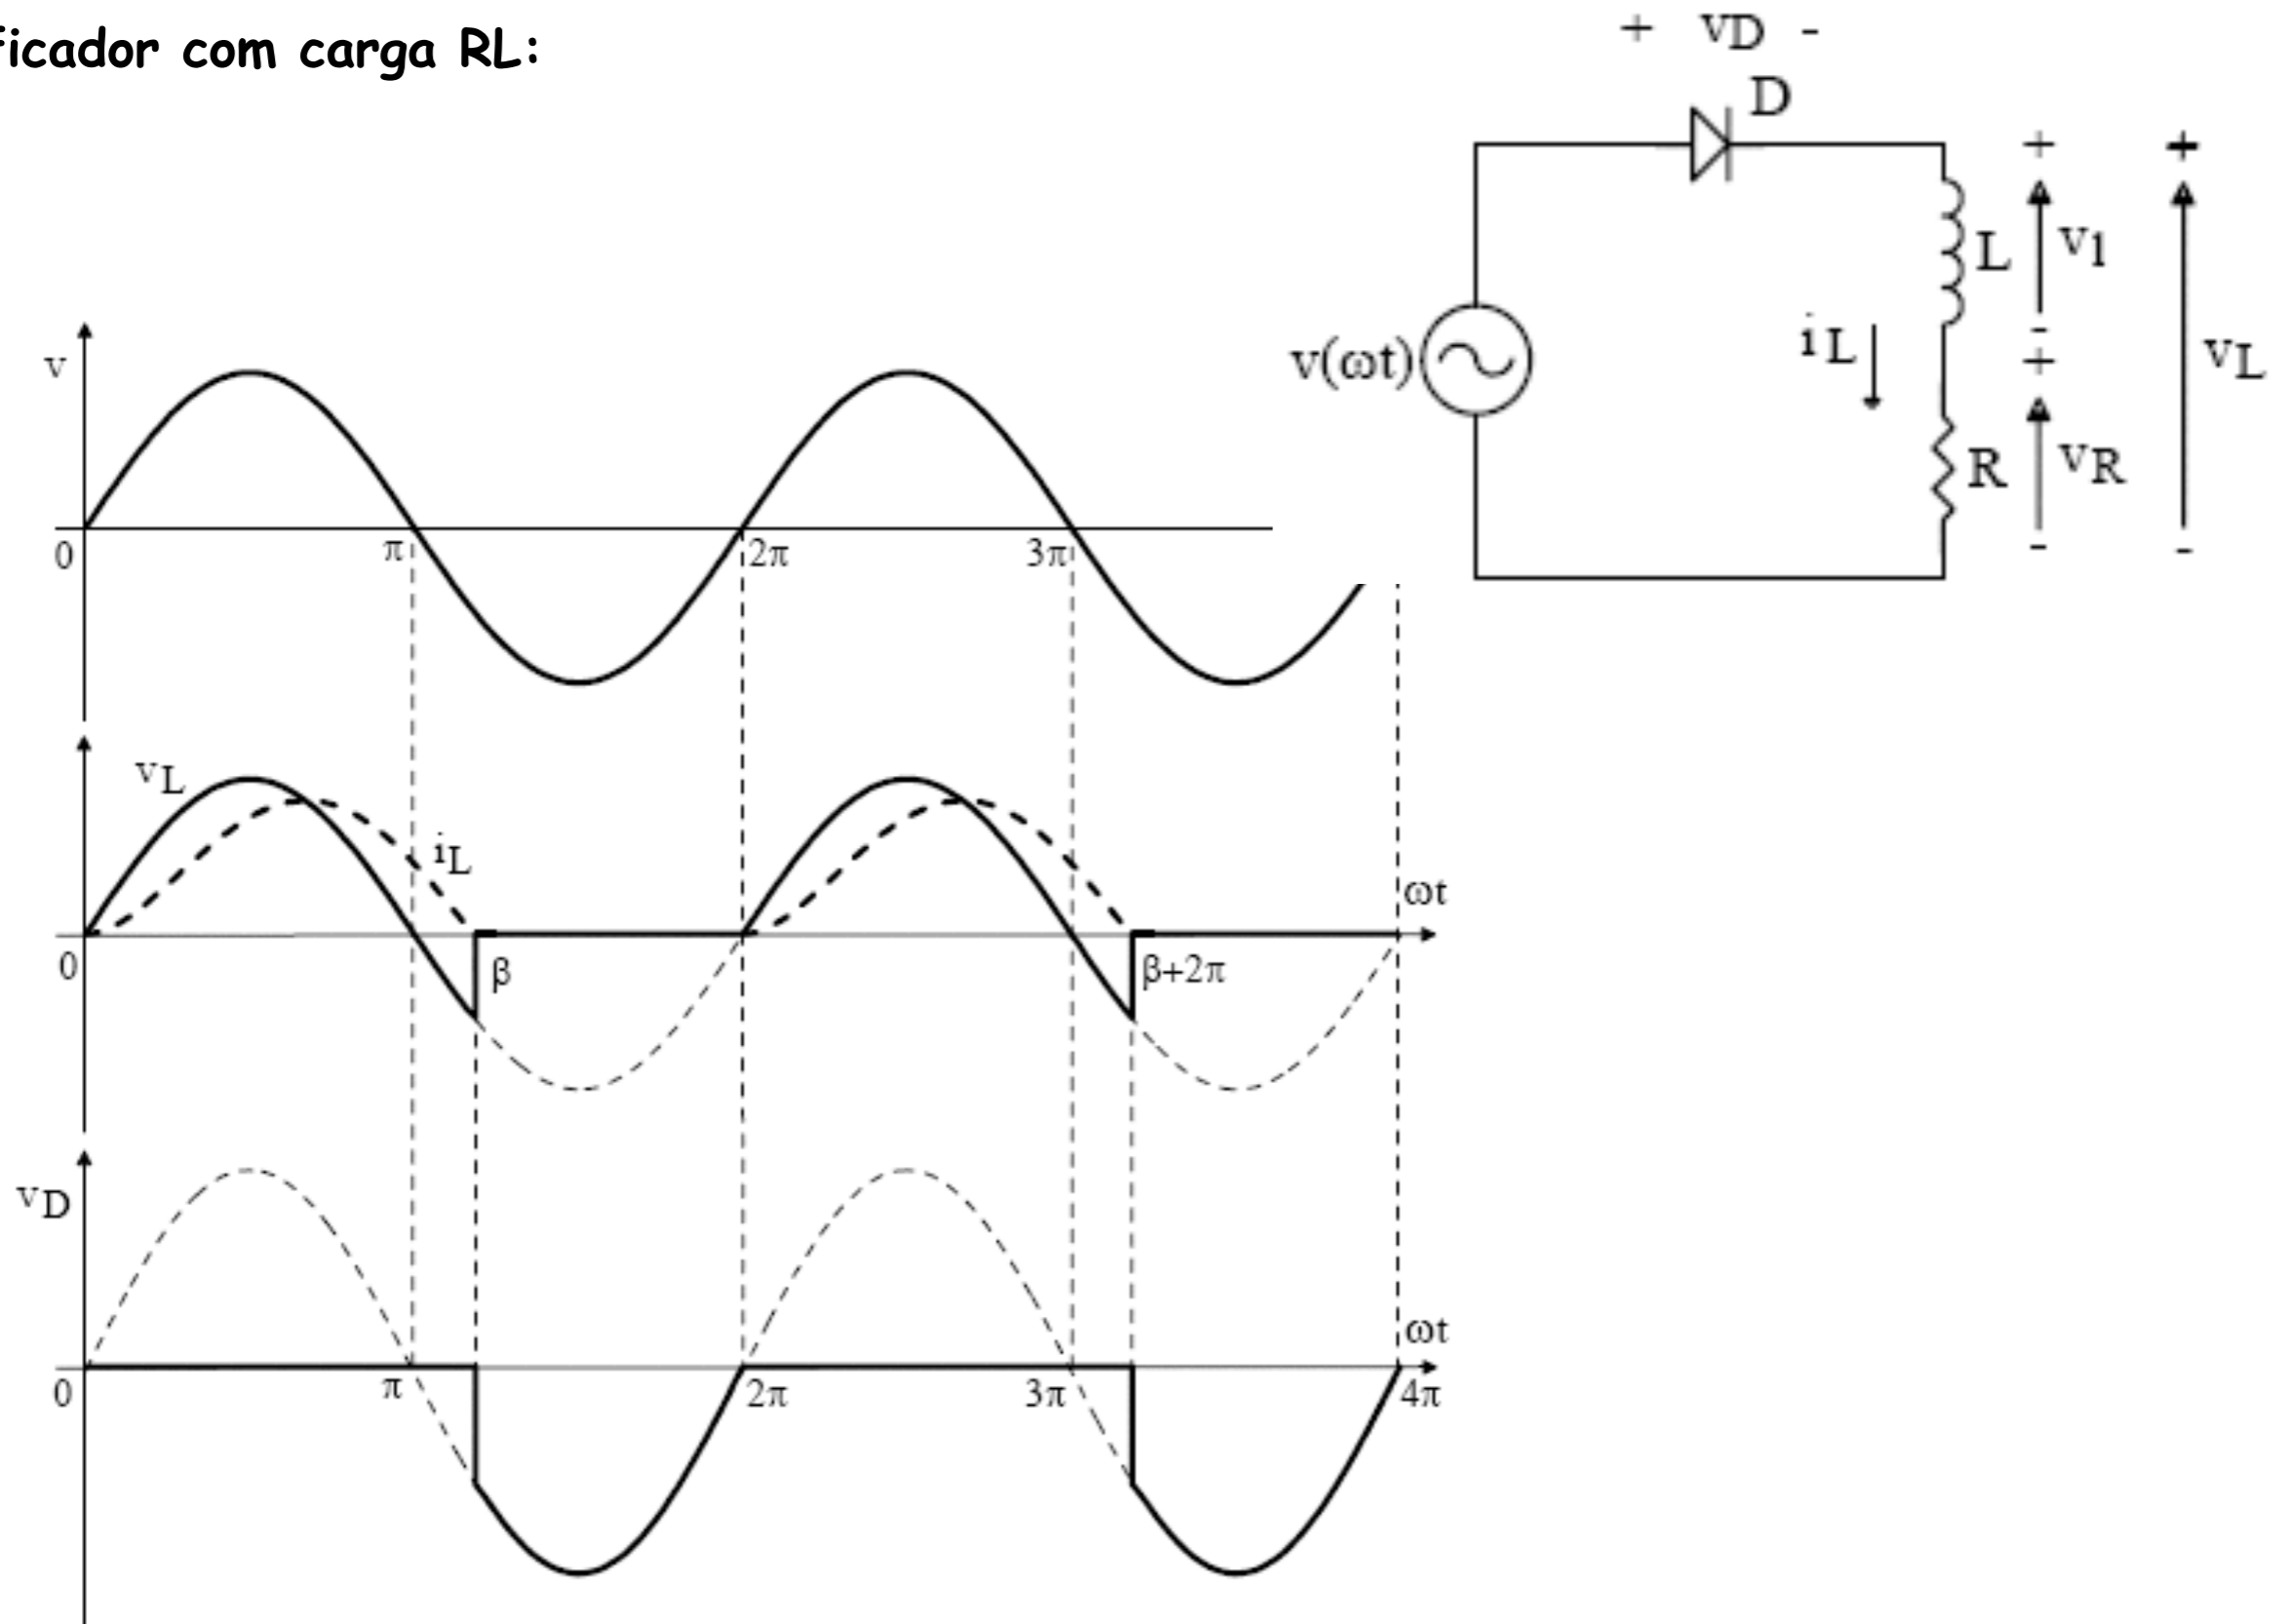 ficador com carga RL:
+ vD -
D
+ +
L v1
-
v(ωt) iL + vL
R vR
- -
v
0 π 2π 3π
vL
iL
ωt
0 β β+2π
vD
ωt
0 π 2π 3π 4π